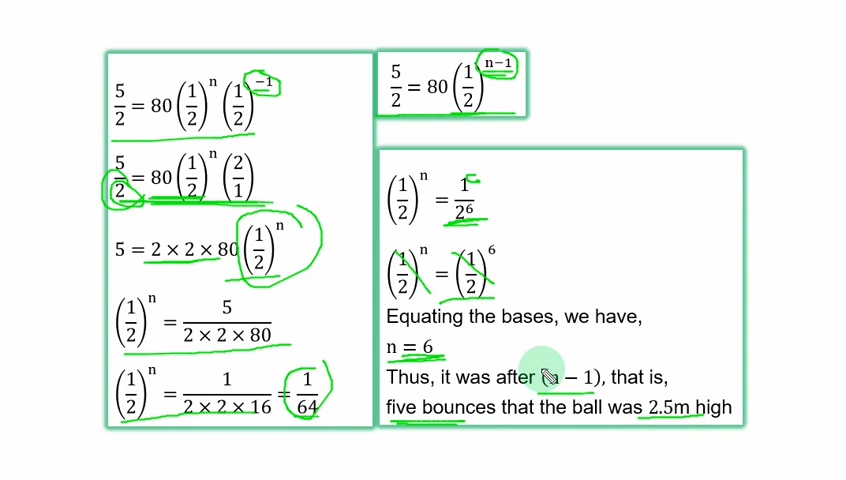 5/2 = 80 (1/2)^n (1/2)^−1
5/2 = 80 (1/2)^n (2/1)
5 = 2 × 2 × 80 (1/2)^n
(1/2)^n = 5/(2 × 2 × 80)
(1/2)^n = 1/(2 × 2 × 16) = 1/64
5/2 = 80 (1/2)^(n−1)
(1/2)^n = 1/2^6
(1/2)^n = (1/2)^6
Equating the bases, we have,
n = 6
Thus, it was after (n − 1), that is,
five bounces that the ball was 2.5m high